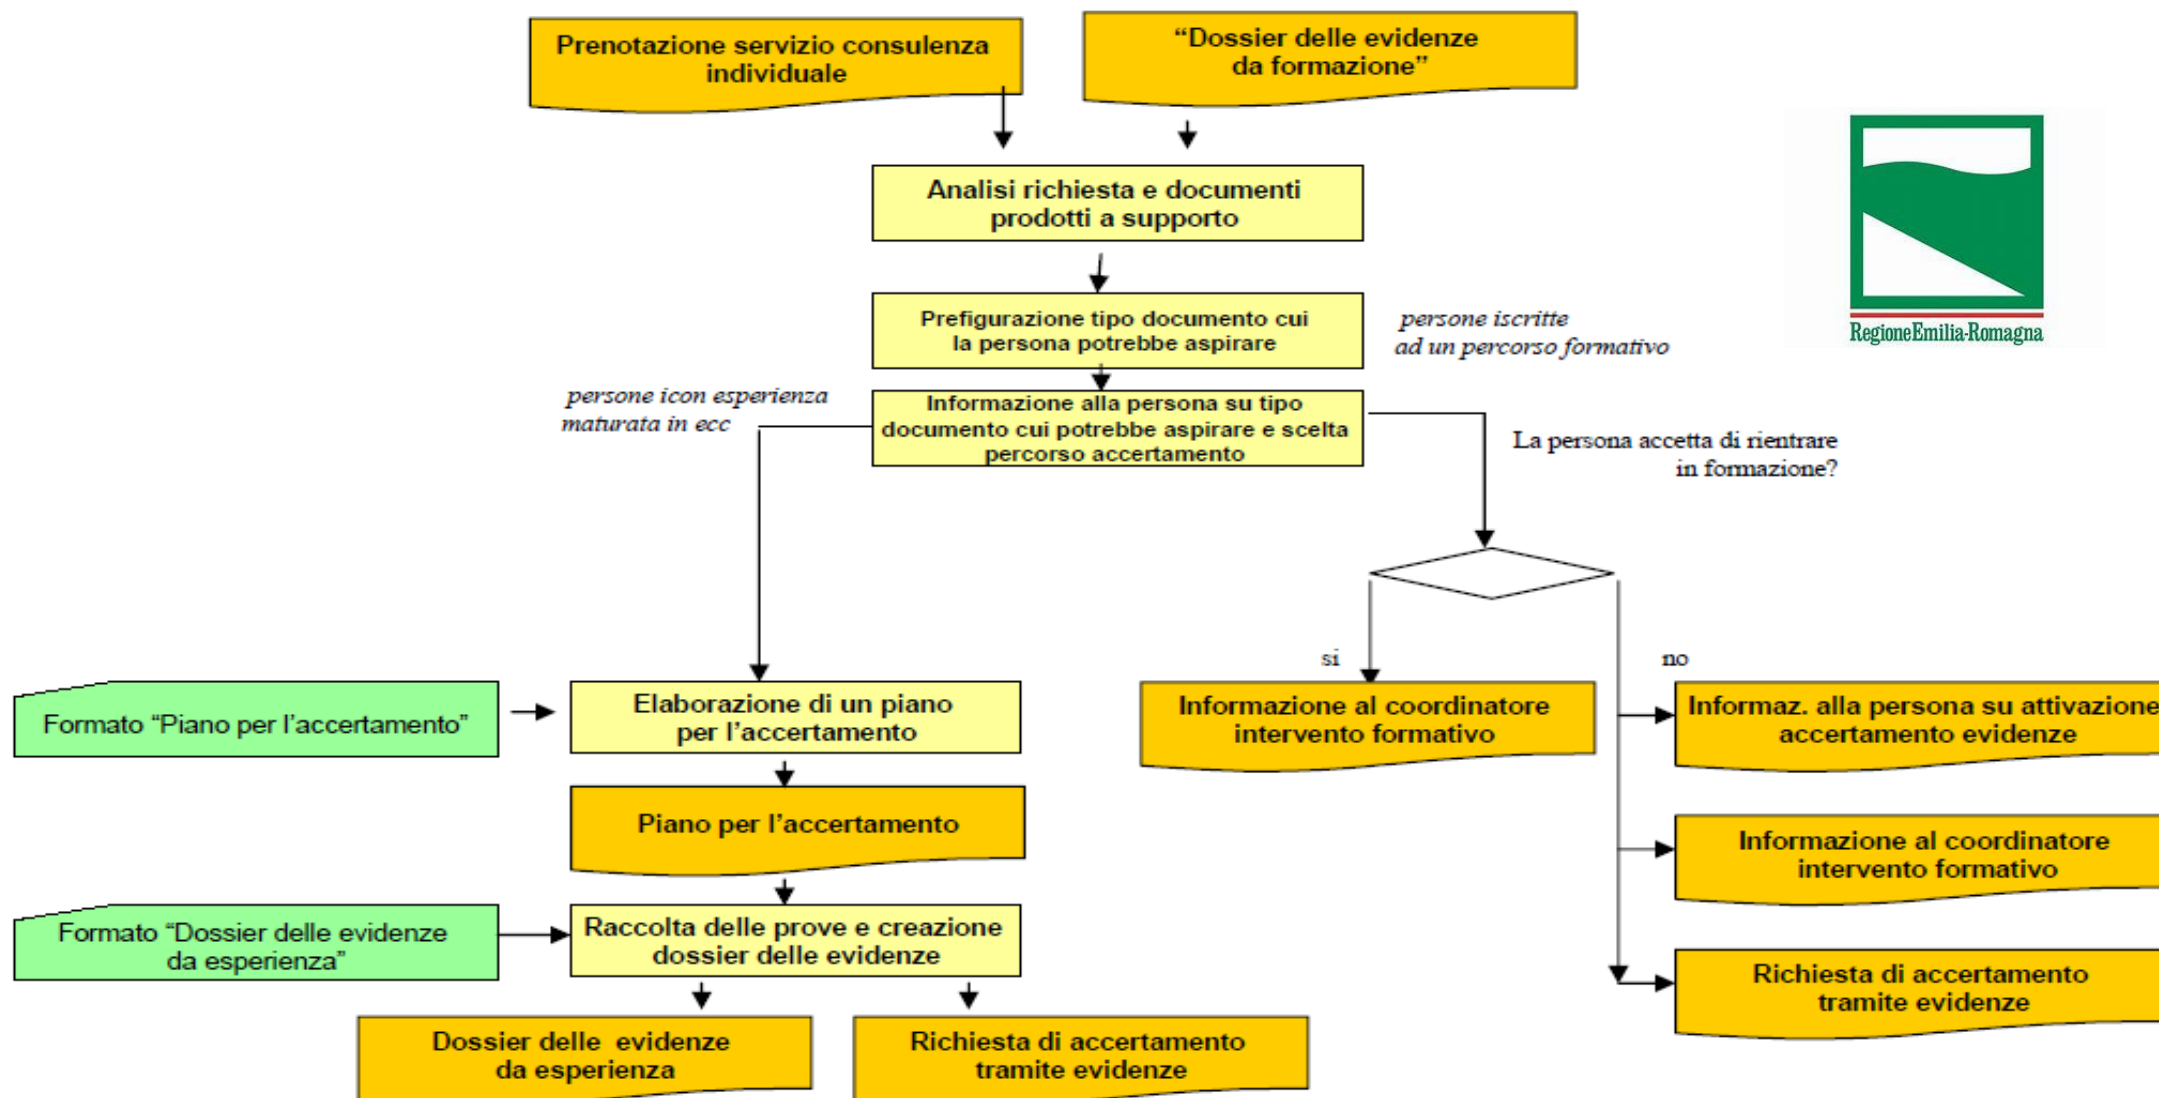 Prenotazione servizio consulenza
individuale
“Dossier delle evidenze
da formazione”
Analisi richiesta e documenti
prodotti a supporto
RegioneEmilia-Romagna
Prefigurazione tipo documento cui
la persona potrebbe aspirare
persone iscritte
ad un percorso formativo
persone icon esperienza
maturata in ecc
Informazione alla persona su tipo
documento cui potrebbe aspirare e scelta
percorso accertamento
La persona accetta di rientrare
in formazione?
si
no
Formato “Piano per l’accertamento”
Elaborazione di un piano
per l’accertamento
Informazione al coordinatore
intervento formativo
Informaz. alla persona su attivazione
accertamento evidenze
Piano per l’accertamento
Informazione al coordinatore
intervento formativo
Formato “Dossier delle evidenze
da esperienza”
Raccolta delle prove e creazione
dossier delle evidenze
Richiesta di accertamento
tramite evidenze
Dossier delle evidenze
da esperienza
Richiesta di accertamento
tramite evidenze